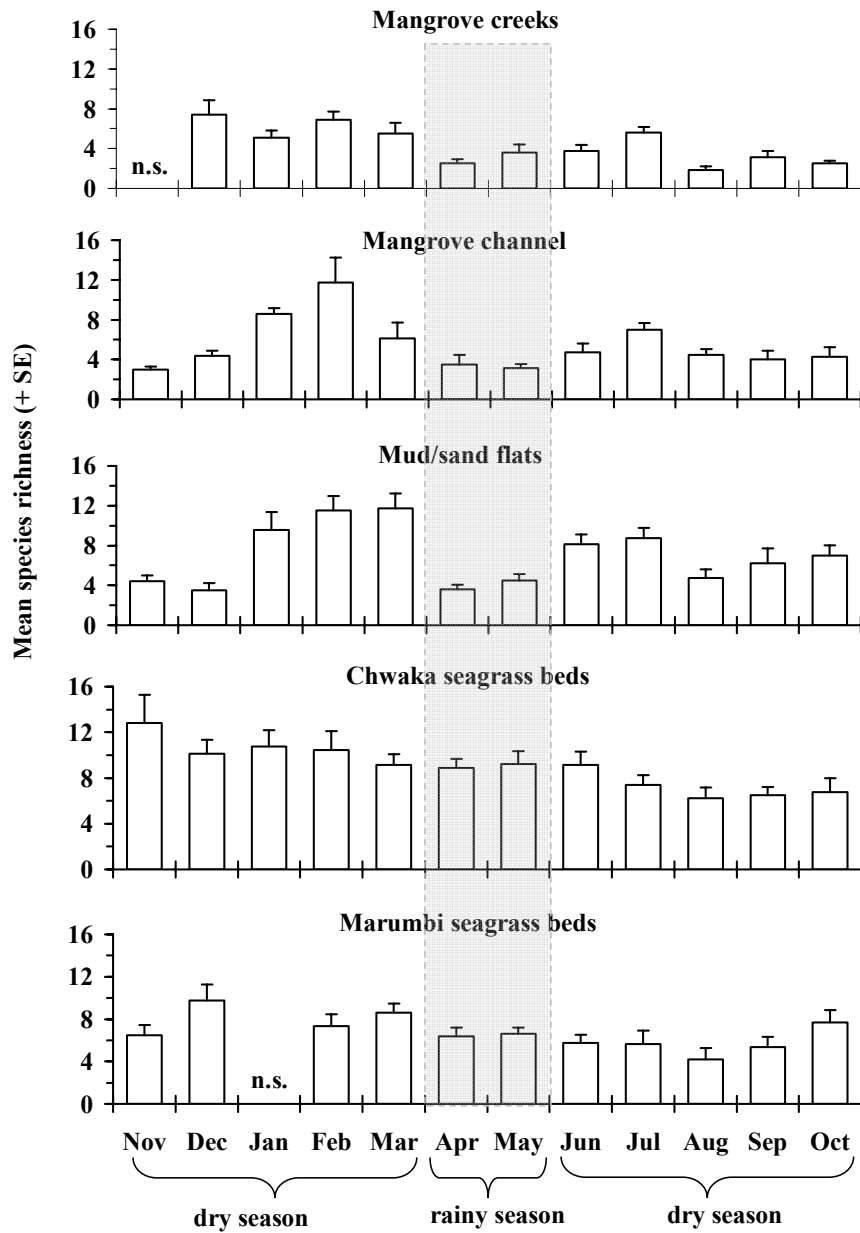 Mean species richness (+ SE)
Mangrove creeks
16
12
8
4
0
n.s.
Mangrove channel
16
12
8
4
0
Mud/sand flats
16
12
8
4
0
Chwaka seagrass beds
16
12
8
4
0
Marumbi seagrass beds
16
12
8
4
0
n.s.
Nov Dec Jan Feb Mar Apr May Jun Jul Aug Sep Oct
dry season rainy season dry season